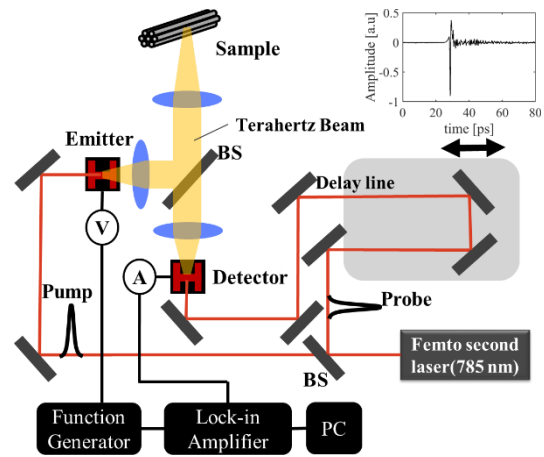 Sample
Amplitude [a.u]
0.5
0
-0.5
-1
0
20
40
60
80
time [ps]
Terahertz Beam
Emitter
BS
Delay line
V
A
Detector
Pump
Probe
BS
Femto second
laser(785 nm)
Function
Generator
Lock-in
Amplifier
PC